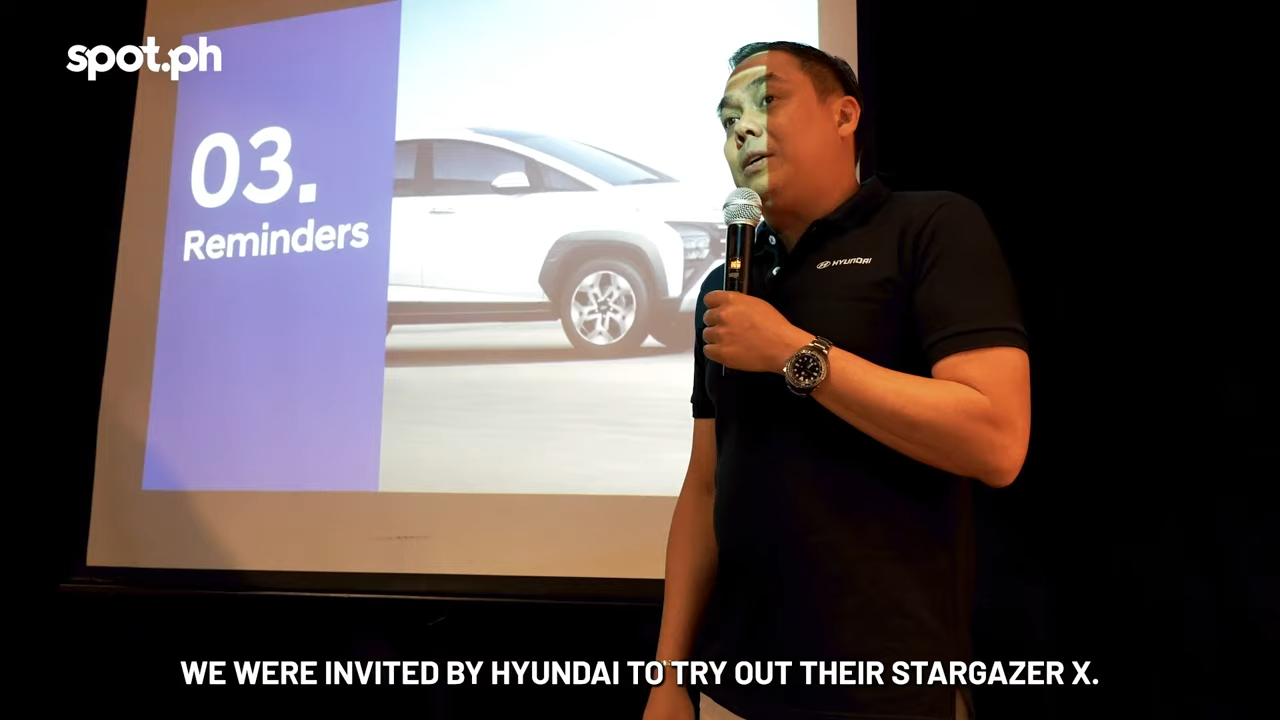 spot.ph
03.
Reminders
HYUNDAI
WE WERE INVITED BY HYUNDAI TO TRY OUT THEIR STARGAZER X.